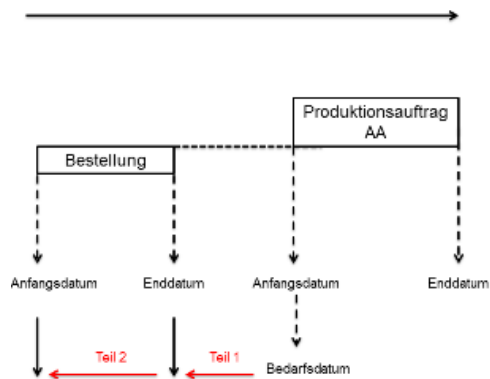 Produktionsauftrag
AA
Bestellung
Anfangsdatum Enddatum Anfangsdatum Enddatum
Teil 2 Teil 1
Bedarfsdatum